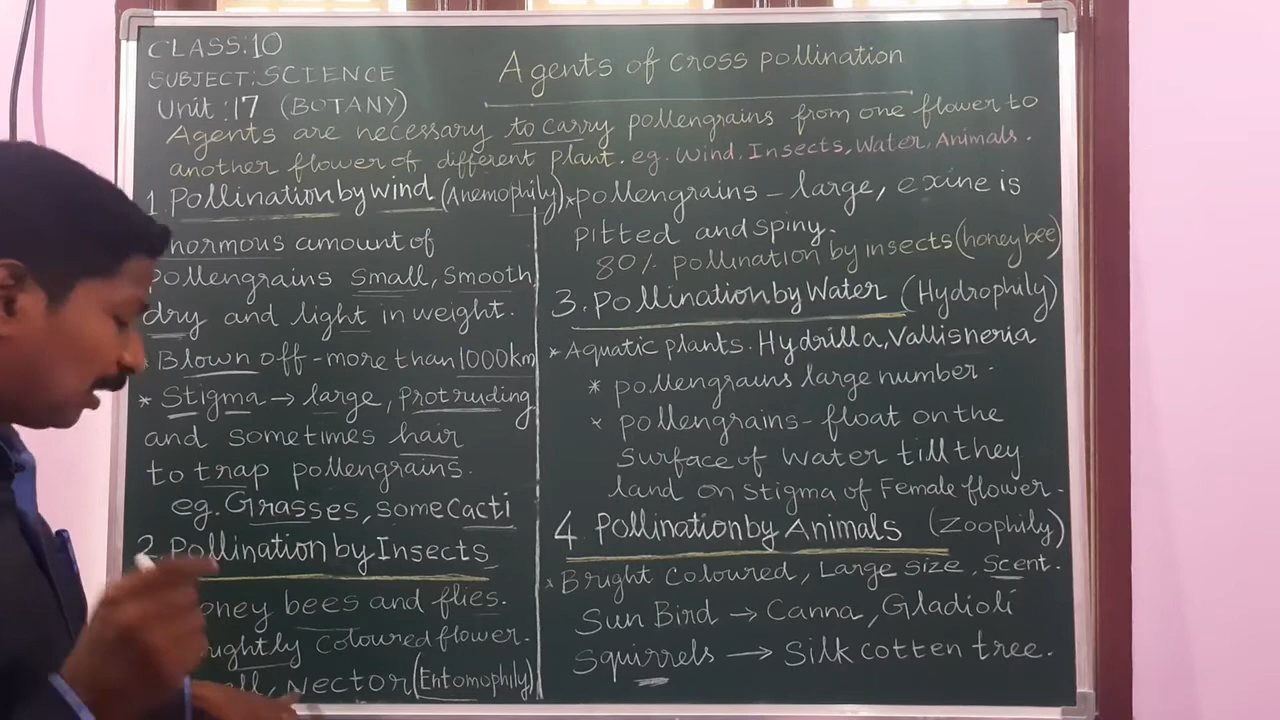 CLASS:10
SUBJECT:SCIENCE
Unit:17 (BOTANY)
Agents of cross pollination
Agents are necessary to carry pollengrains from one flower to
another flower of different plant. eg. Wind, Insects, Water, Animals.
1. Pollination by wind (Anemophily)
normous amount of
pollengrains small, smooth
dry and light in weight.
* Blown off - more than 1000km
* Stigma → large, protruding
and sometimes hair
to trap pollengrains.
eg. Grasses, some cacti
2. Pollination by Insects
oney bees and flies.
rightly coloured flower.
ell, Nector (Entomophily)
* pollengrains - large, exine is
pitted and spiny.
80% pollination by insects (honey bee)
3. Pollination by Water (Hydrophily)
* Aquatic plants. Hydrilla, Vallisneria
* pollengrains large number.
* pollengrains - float on the
surface of water till they
land on stigma of Female flower.
4. Pollination by Animals (Zoophily)
* Bright coloured, Large size, Scent.
Sun Bird → Canna, Gladioli
Squirrels → Silk cotten tree.